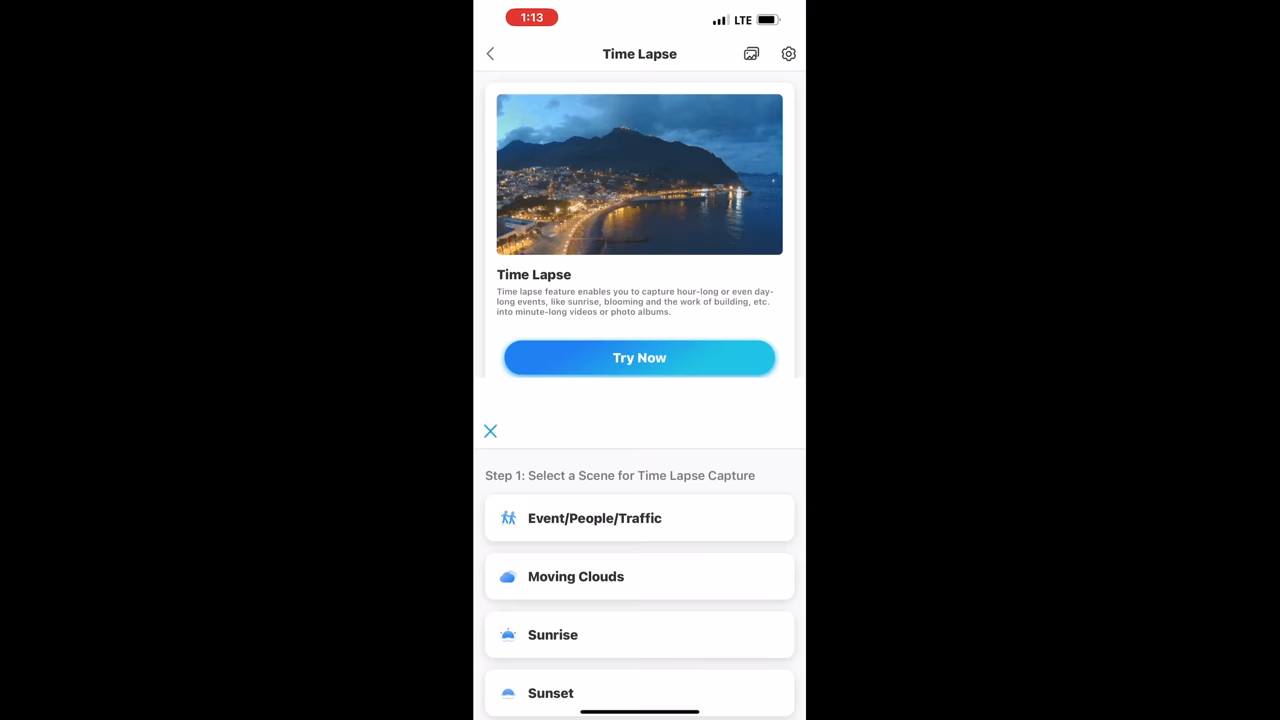 1:13
LTE
Time Lapse
Time Lapse
Time lapse feature enables you to capture hour-long or even day-
long events, like sunrise, blooming and the work of building, etc.
into minute-long videos or photo albums.
Try Now
Step 1: Select a Scene for Time Lapse Capture
Event/People/Traffic
Moving Clouds
Sunrise
Sunset